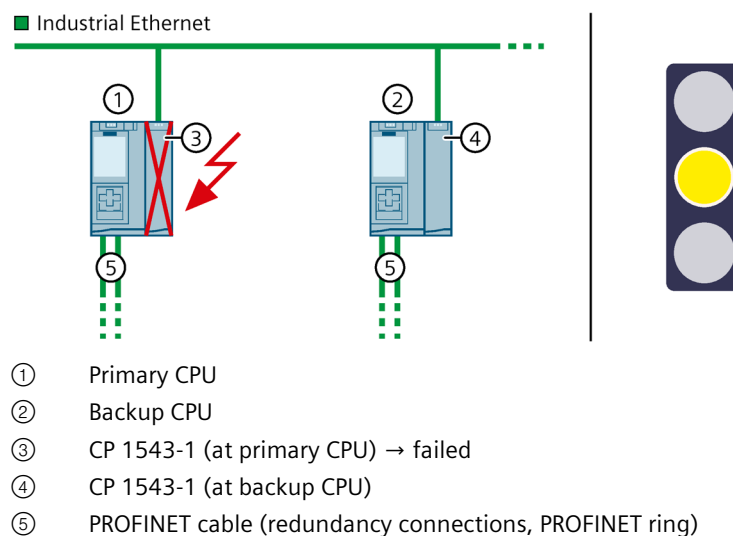 Industrial Ethernet
① ②
③ ④
⑤ ⑤
① Primary CPU
② Backup CPU
③ CP 1543-1 (at primary CPU) → failed
④ CP 1543-1 (at backup CPU)
⑤ PROFINET cable (redundancy connections, PROFINET ring)